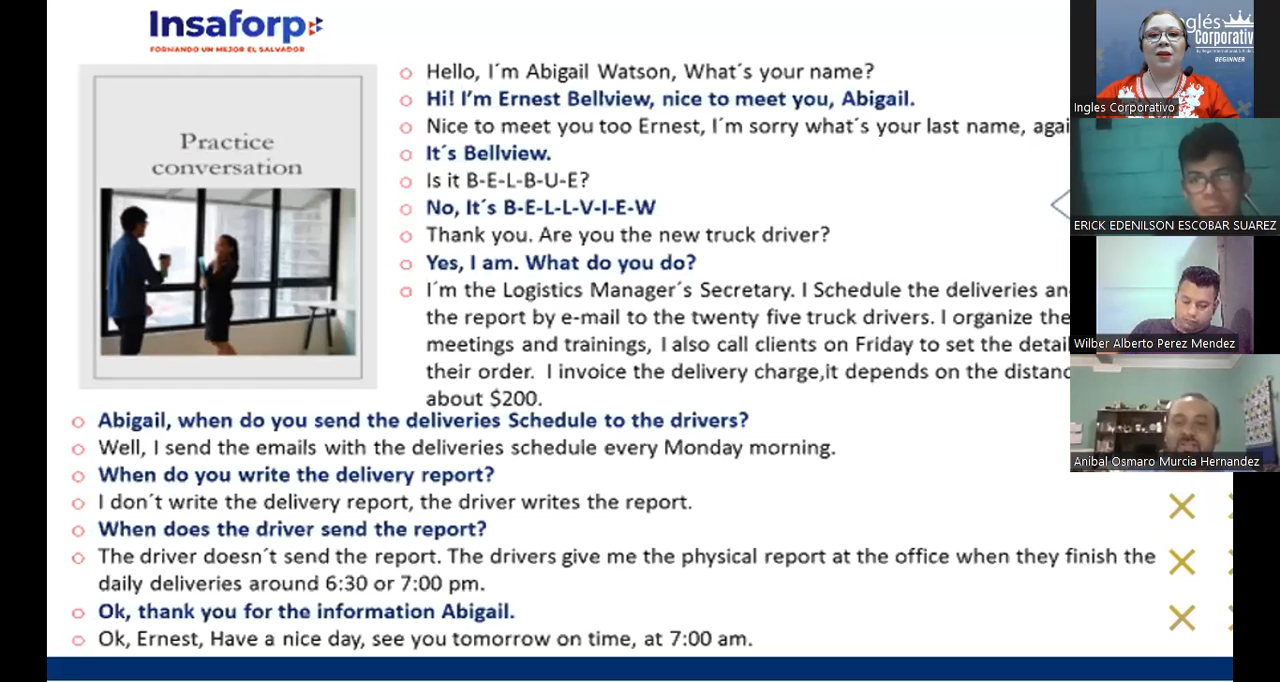 Insaforp
FORMANDO UN MEJOR EL SALVADOR
Practice
conversation
Hello, I´m Abigail Watson, What´s your name?
Hi! I’m Ernest Bellview, nice to meet you, Abigail.
Nice to meet you too Ernest, I´m sorry what´s your last name,
It´s Bellview.
Is it B-E-L-B-U-E?
No, It´s B-E-L-L-V-I-E-W
Thank you. Are you the new truck driver?
Yes, I am. What do you do?
I´m the Logistics Manager´s Secretary. I Schedule the deliveries
the report by e-mail to the twenty five truck drivers. I organize the
meetings and trainings, I also call clients on Friday to set the
their order. I invoice the delivery charge,it depends on the
about $200.
Abigail, when do you send the deliveries Schedule to the drivers?
Well, I send the emails with the deliveries schedule every Monday morning.
When do you write the delivery report?
I don´t write the delivery report, the driver writes the report.
When does the driver send the report?
The driver doesn´t send the report. The drivers give me the physical report at the office when they finish the
daily deliveries around 6:30 or 7:00 pm.
Ok, thank you for the information Abigail.
Ok, Ernest, Have a nice day, see you tomorrow on time, at 7:00 am.
Corporativo
BEGINNER
Ingles Corporativo
ERICK EDENILSON ESCOBAR SUAREZ
Wilber Alberto Perez Mendez
Anibal Osmaro Murcia Hernandez